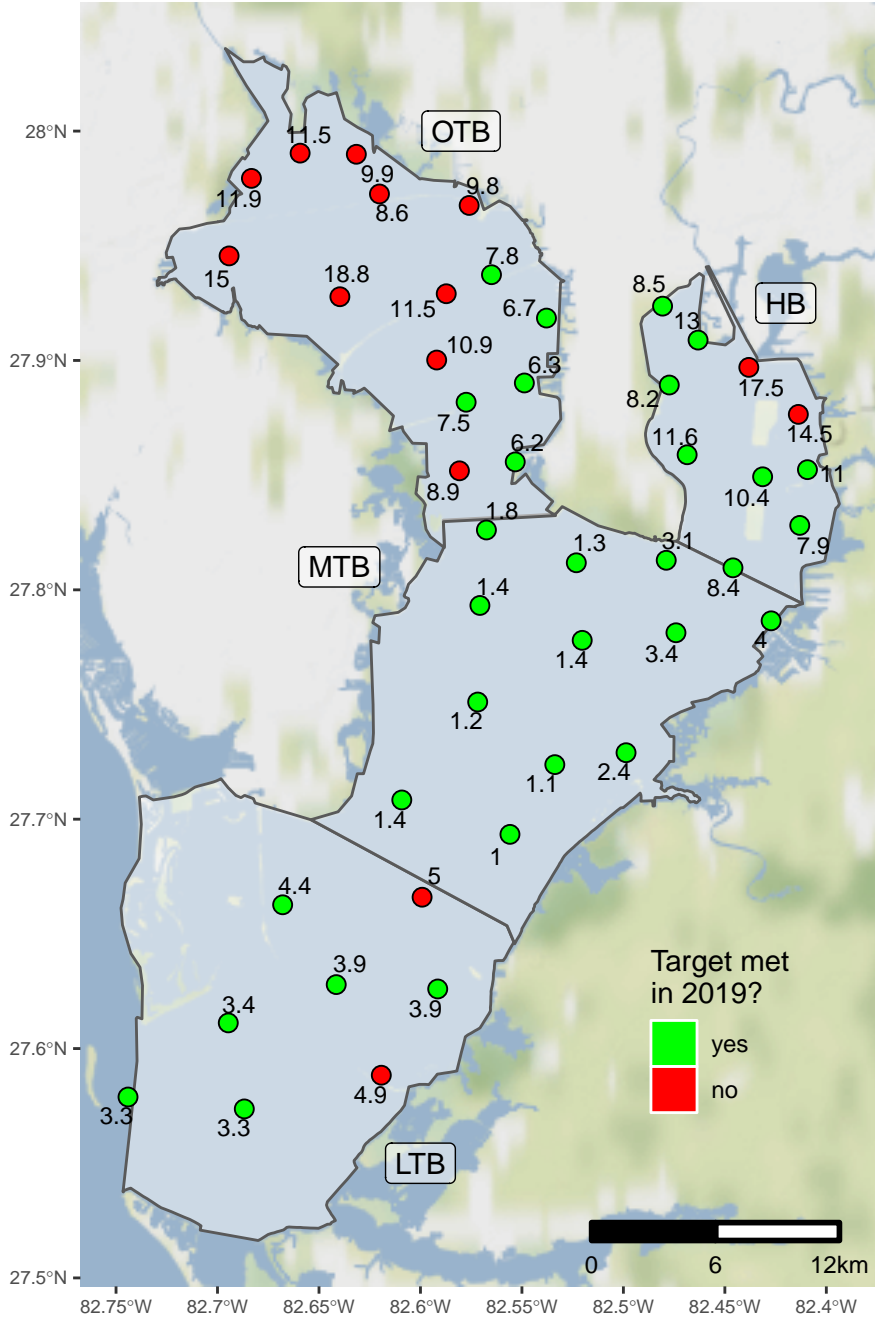 28°N
27.9°N
27.8°N
27.7°N
27.6°N
27.5°N
OTB
11.5
9.9
11.9
8.6
9.8
15
18.8
7.8
11.5
6.7
10.9
6.3
7.5
6.2
8.9
HB
8.5
13
17.5
8.2
14.5
11.6
11
10.4
7.9
8.4
MTB
1.8
1.3
3.1
1.4
1.4
3.4
4
1.2
1.1
2.4
1.4
1
5
4.4
3.9
3.9
3.4
4.9
3.3
3.3
LTB
Target met
in 2019?
yes
no
0 6 12km
82.75°W 82.7°W 82.65°W 82.6°W 82.55°W 82.5°W 82.45°W 82.4°W